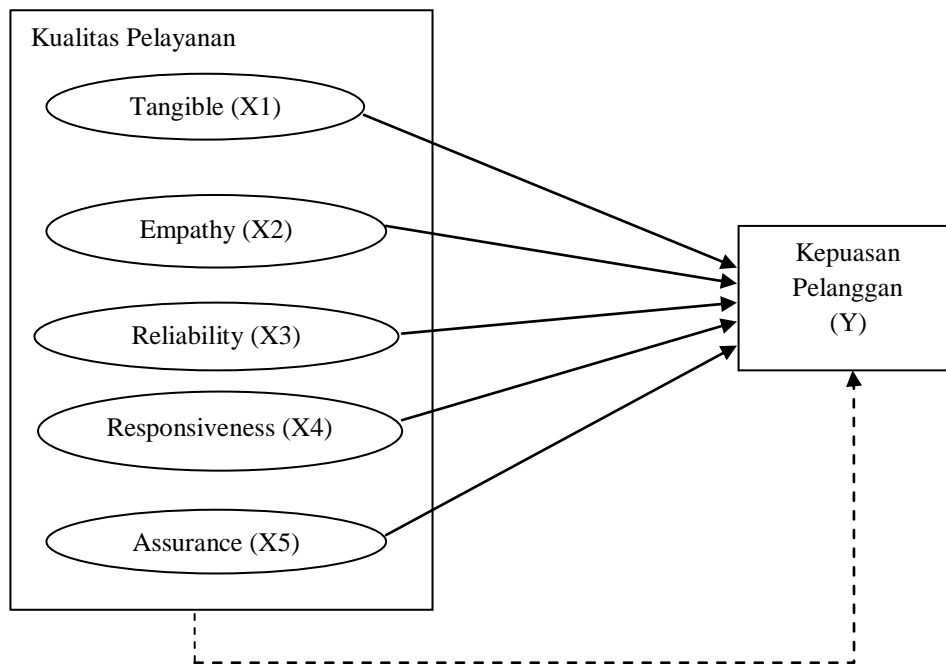 Kualitas Pelayanan
Tangible (X1)
Empathy (X2)
Reliability (X3)
Responsiveness (X4)
Assurance (X5)
Kepuasan
Pelanggan
(Y)